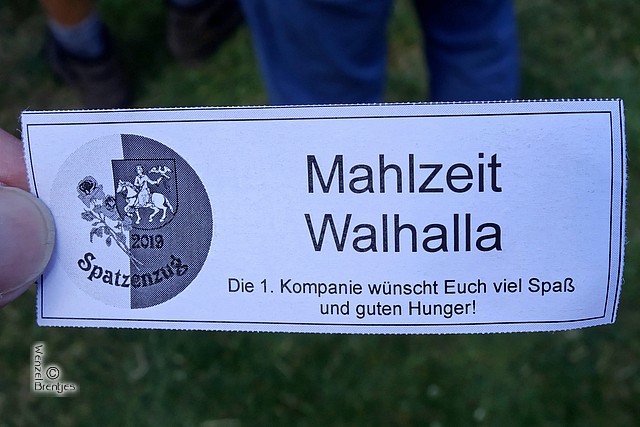 2019
Spatzenzug
Mahlzeit
Walhalla
Die 1. Kompanie wünscht Euch viel Spaß
und guten Hunger!
Wenzel
©
Brentjes